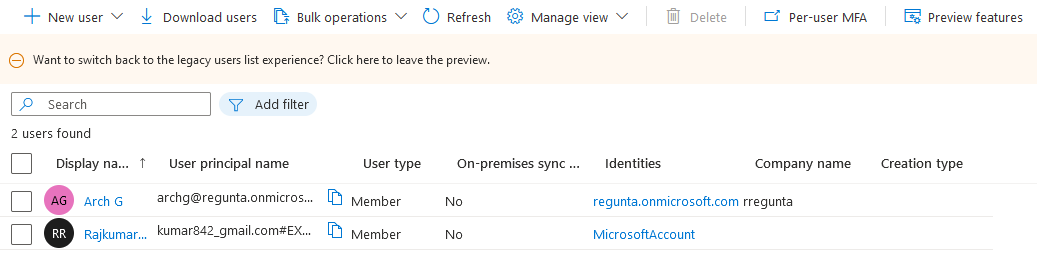 New user Download users Bulk operations Refresh Manage view Delete Per-user MFA Preview features
Want to switch back to the legacy users list experience? Click here to leave the preview.
Search Add filter
2 users found
Display na... ↑ User principal name User type On-premises sync ... Identities Company name Creation type
AG Arch G archg@regunta.onmicros... Member No regunta.onmicrosoft.com rregunta
RR Rajkumar... kumar842_gmail.com#EX... Member No MicrosoftAccount